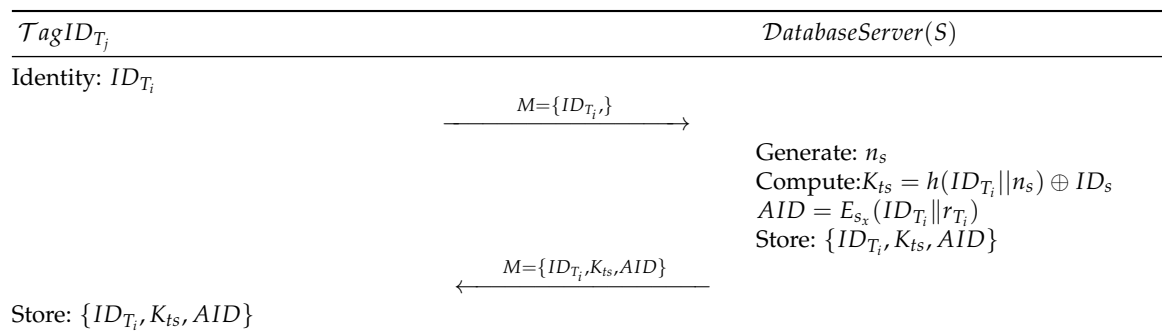 𝒯agID_{T_j} 𝒟atabaseServer(S)
Identity: ID_{T_i}
M={ID_{T_i},}
Generate: n_s
Compute:K_{ts} = h(ID_{T_i}||n_s) ⊕ ID_s
AID = E_{s_x}(ID_{T_i}‖r_{T_i})
Store: {ID_{T_i}, K_{ts}, AID}
M={ID_{T_i},K_{ts},AID}
Store: {ID_{T_i}, K_{ts}, AID}